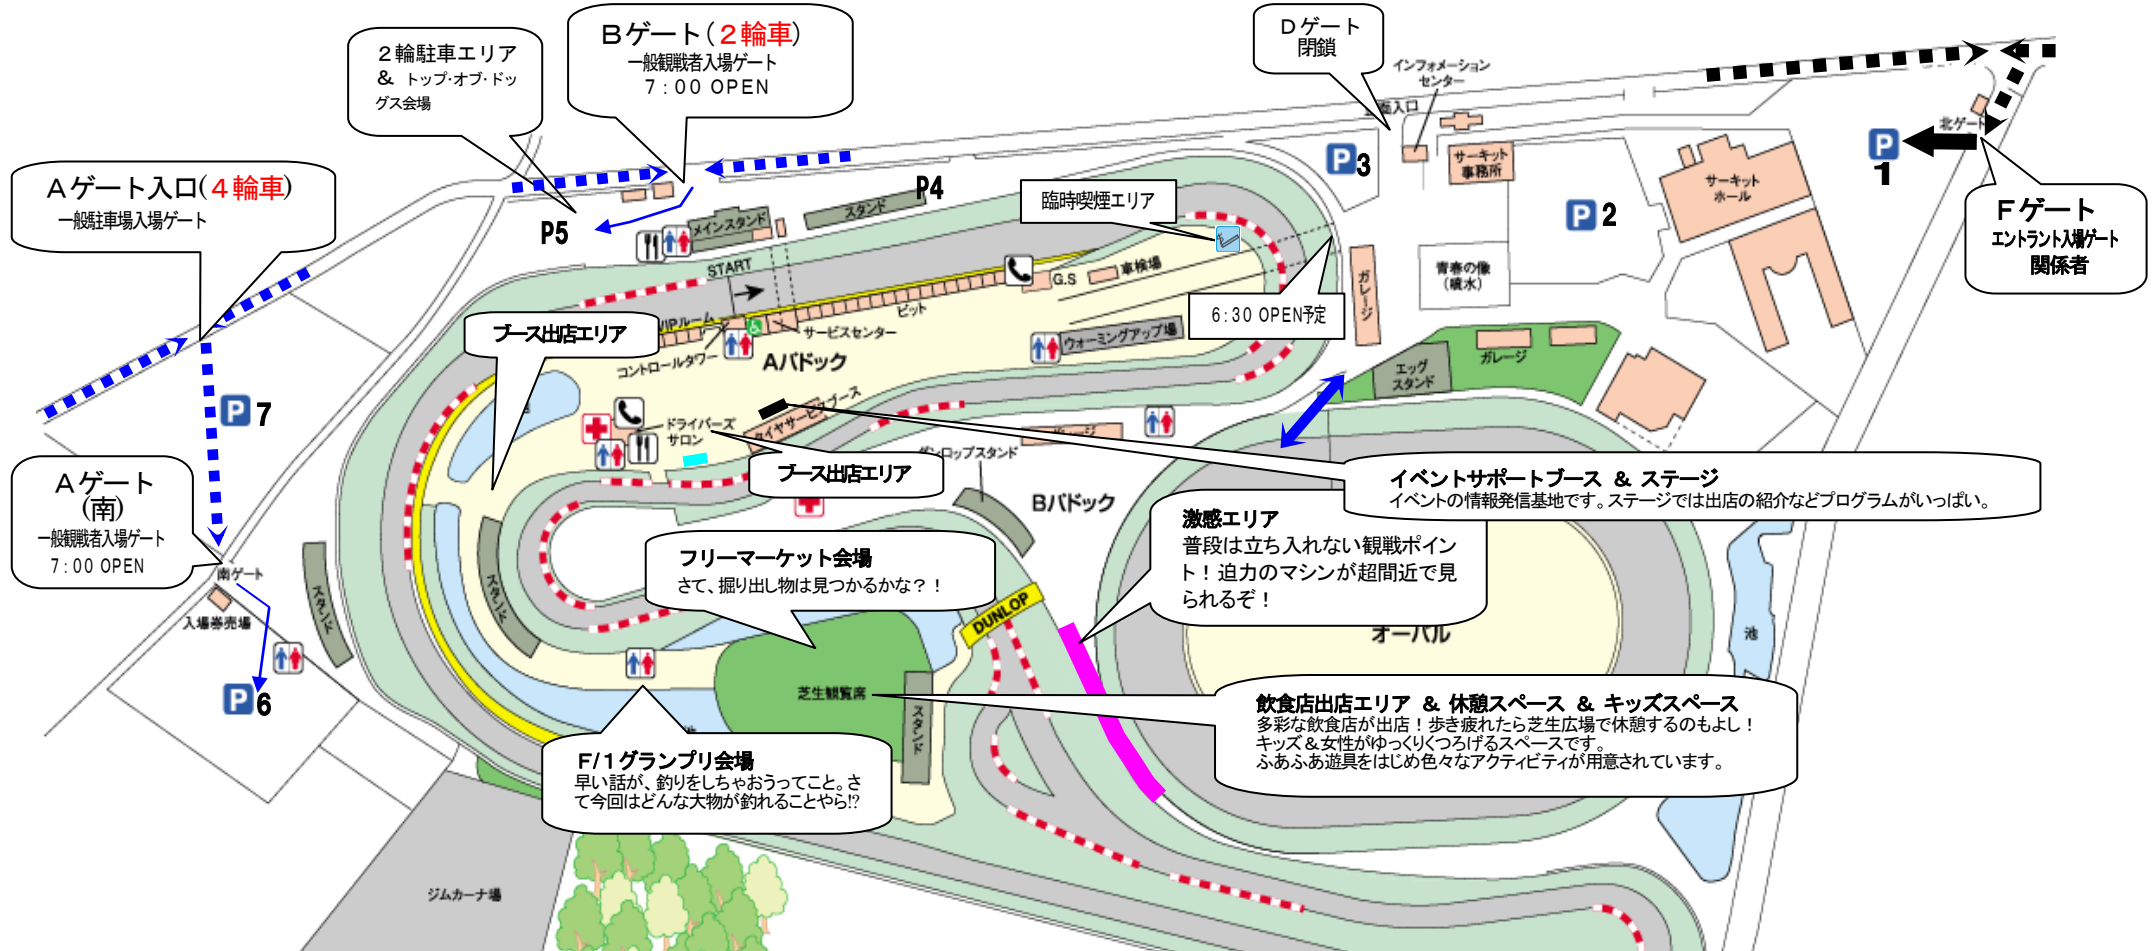 Bゲート(２輪車)
一般観戦者入場ゲート
7：00 OPEN
２輪駐車エリア
& トップ・オブ・ドッ
グス会場
Dゲート
閉鎖
インフォメーション
センター
北ゲート
P
1
Fゲート
エントラント入場ゲート
関係者
サーキット
事務所
サーキット
ホール
P3
P2
青春の像
(噴水)
Aゲート入口(４輪車)
一般駐車場入場ゲート
P5
P4
メインスタンド
スタンド
臨時喫煙エリア
START
G.S
車検場
6：30 OPEN予定
ガレージ
VIPルーム
ピット
サービスセンター
コントロールタワー
Aパドック
ウォーミングアップ場
ガレージ
エッグ
スタンド
ブース出店エリア
P7
ドライバーズ
サロン
タイヤサービスブース
ブース出店エリア
Bパドック
イベントサポートブース ＆ ステージ
イベントの情報発信基地です。ステージでは出店の紹介などプログラムがいっぱい。
Aゲート
(南)
一般観戦者入場ゲート
7：00 OPEN
南ゲート
入場券売場
P6
スタンド
スタンド
フリーマーケット会場
さて、掘り出し物は見つかるかな？！
激感エリア
普段は立ち入れない観戦ポイン
ト！迫力のマシンが超間近で見
られるぞ！
DUNLOP
オーバル
池
芝生観覧席
スタンド
飲食店出店エリア ＆ 休憩スペース ＆ キッズスペース
多彩な飲食店が出店！歩き疲れたら芝生広場で休憩するのもよし！
キッズ＆女性がゆっくりくつろげるスペースです。
ふあふあ遊具をはじめ色々なアクティビティが用意されています。
F/1グランプリ会場
早い話が、釣りをしちゃおうってこと。さ
て今回はどんな大物が釣れることやら!?
ジムカーナ場